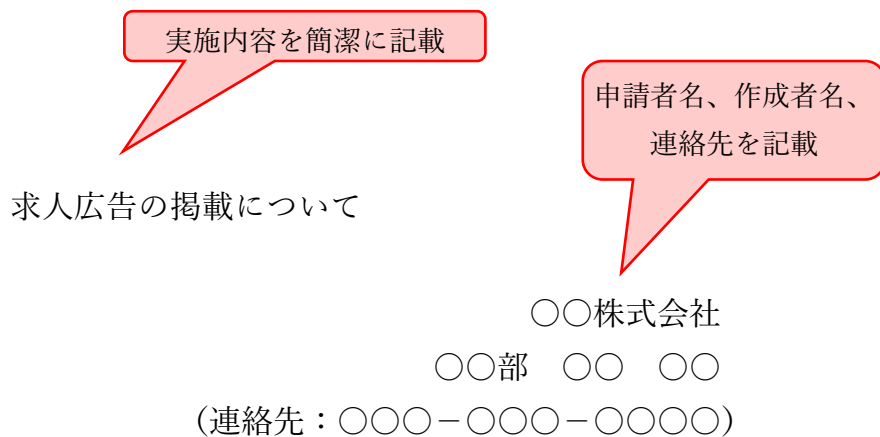 実施内容を簡潔に記載
申請者名、作成者名、
連絡先を記載
求人広告の掲載について
○○株式会社
○○部　○○　○○
（連絡先：○○○－○○○－○○○○）